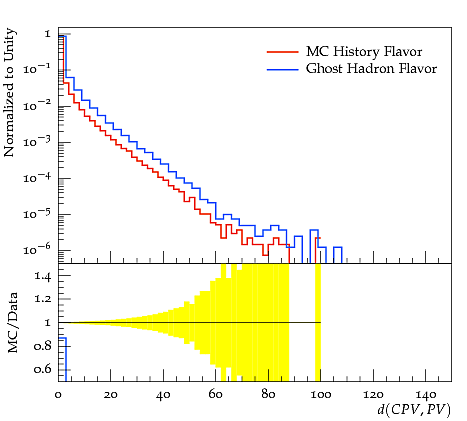 Normalized to Unity
1
10−1
10−2
10−3
10−4
10−5
10−6
MC History Flavor
Ghost Hadron Flavor
MC/Data
1.4
1.2
1
0.8
0.6
0 20 40 60 80 100 120 140
d(CPV, PV)